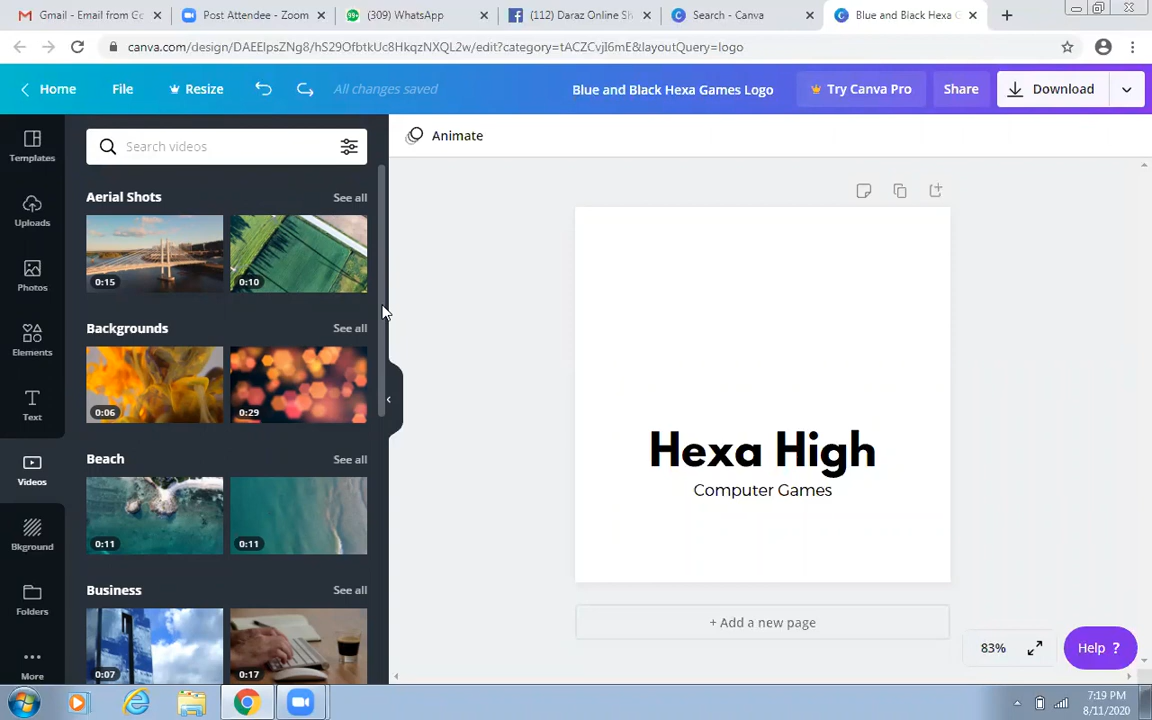 Gmail - Email from Go
Post Attendee - Zoom
(309) WhatsApp
(112) Daraz Online Sh
Search - Canva
Blue and Black Hexa G
canva.com/design/DAEElpsZNg8/hS29OfbtkUc8HkqzNXQL2w/edit?category=tACZCvjI6mE&layoutQuery=logo
Home
File
Resize
All changes saved
Blue and Black Hexa Games Logo
Try Canva Pro
Share
Download
Templates
Uploads
Photos
Elements
Text
Videos
Bkground
Folders
More
Search videos
Aerial Shots
See all
0:15
0:10
Backgrounds
See all
0:06
0:29
Beach
See all
0:11
0:11
Business
See all
0:07
0:17
Animate
Hexa High
Computer Games
+ Add a new page
83%
Help ?
7:19 PM
8/11/2020